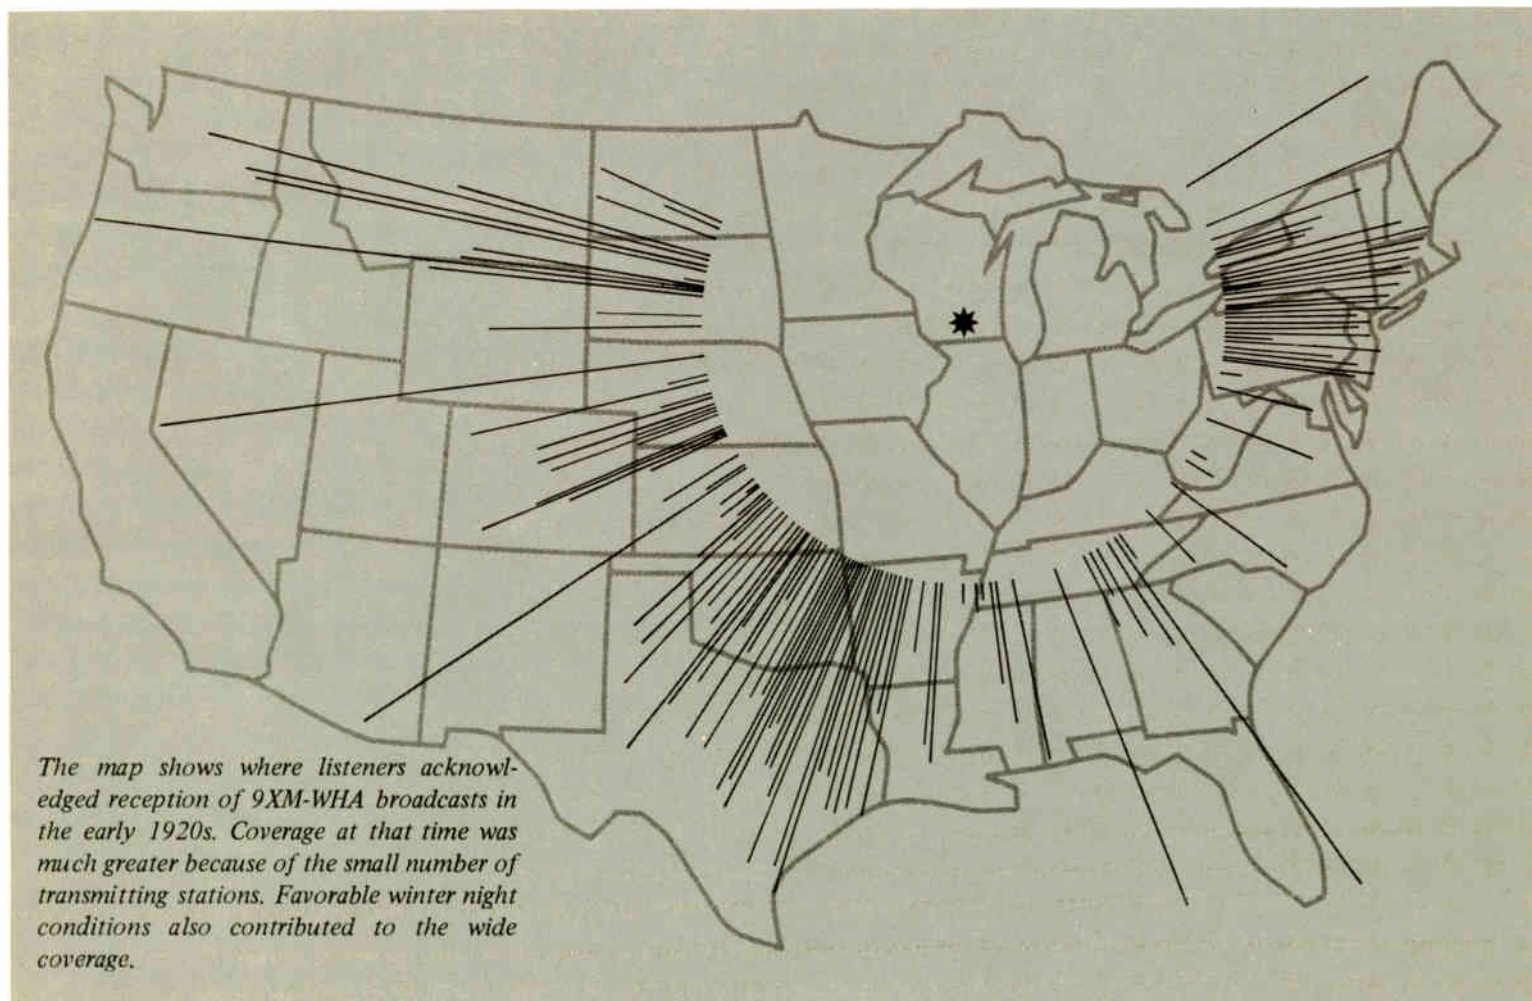 The map shows where listeners acknowl-
edged reception of 9XM-WHA broadcasts in
the early 1920s. Coverage at that time was
much greater because of the small number of
transmitting stations. Favorable winter night
conditions also contributed to the wide
coverage.